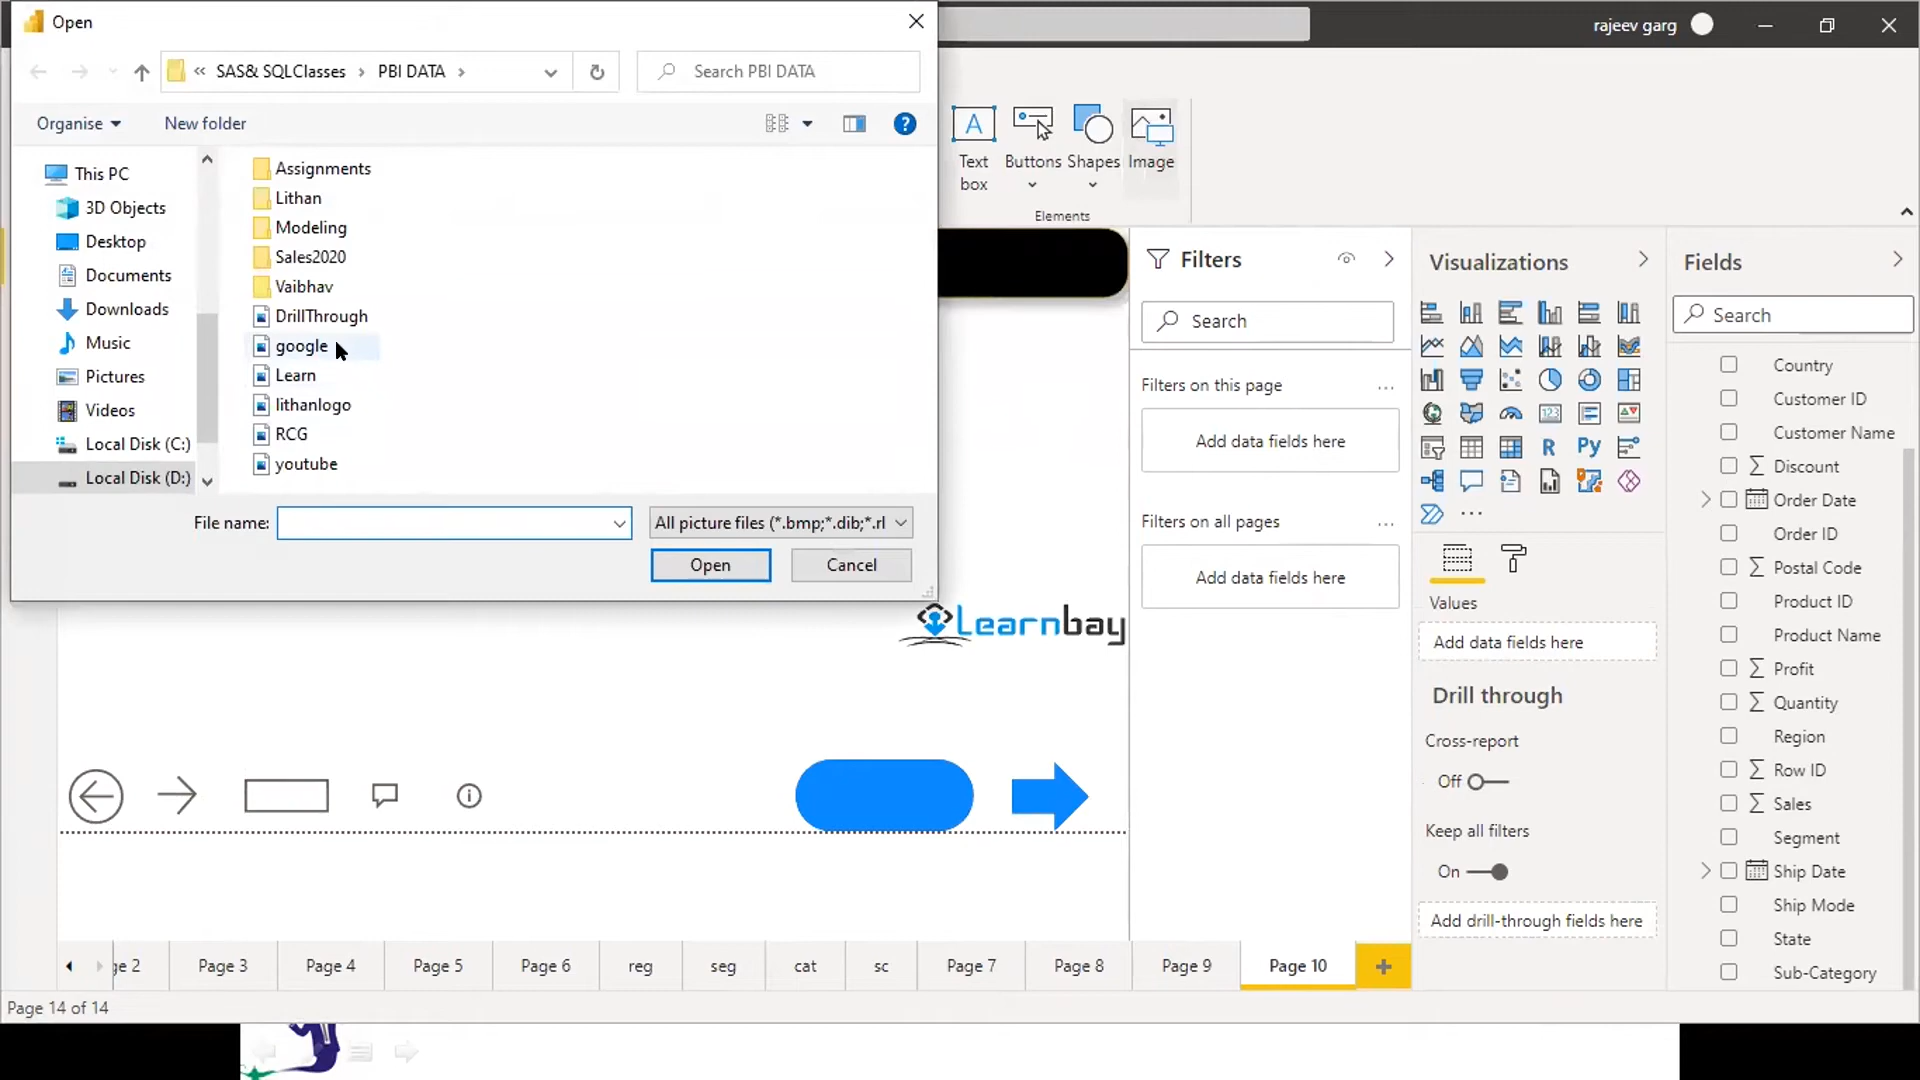 Open
rajeev garg
« SAS& SQLClasses › PBI DATA ›
Search PBI DATA
Organise
New folder
This PC
3D Objects
Desktop
Documents
Downloads
Music
Pictures
Videos
Local Disk (C:)
Local Disk (D:)
Assignments
Lithan
Modeling
Sales2020
Vaibhav
DrillThrough
google
Learn
lithanlogo
RCG
youtube
File name:
All picture files (*.bmp;*.dib;*.rl
Open
Cancel
Text box
Buttons
Shapes
Image
Elements
Filters
Search
Filters on this page
...
Add data fields here
Filters on all pages
...
Add data fields here
Visualizations
123
R
Py
...
Values
Add data fields here
Drill through
Cross-report
Off
Keep all filters
On
Add drill-through fields here
Fields
Search
Country
Customer ID
Customer Name
Discount
Order Date
Order ID
Postal Code
Product ID
Product Name
Profit
Quantity
Region
Row ID
Sales
Segment
Ship Date
Ship Mode
State
Sub-Category
Learnbay
ge 2
Page 3
Page 4
Page 5
Page 6
reg
seg
cat
sc
Page 7
Page 8
Page 9
Page 10
Page 14 of 14